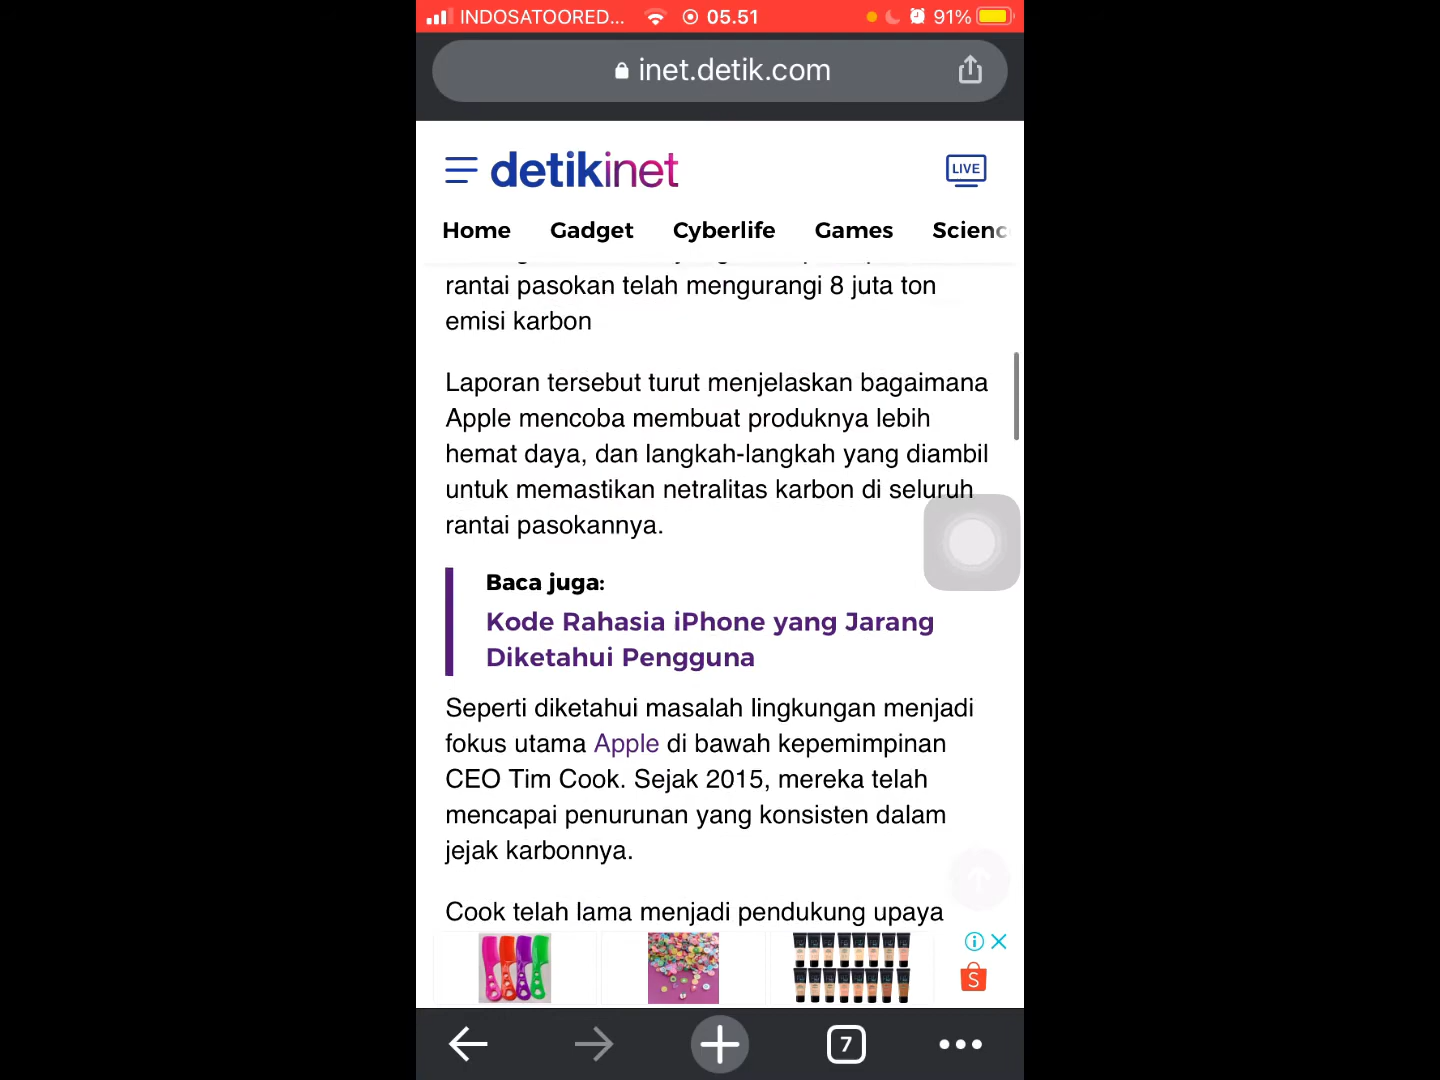 INDOSATOORED... 05.51 91%
inet.detik.com
detikinet LIVE
Home Gadget Cyberlife Games Scienc
rantai pasokan telah mengurangi 8 juta ton
emisi karbon
Laporan tersebut turut menjelaskan bagaimana
Apple mencoba membuat produknya lebih
hemat daya, dan langkah-langkah yang diambil
untuk memastikan netralitas karbon di seluruh
rantai pasokannya.
Baca juga:
Kode Rahasia iPhone yang Jarang
Diketahui Pengguna
Seperti diketahui masalah lingkungan menjadi
fokus utama Apple di bawah kepemimpinan
CEO Tim Cook. Sejak 2015, mereka telah
mencapai penurunan yang konsisten dalam
jejak karbonnya.
Cook telah lama menjadi pendukung upaya
7